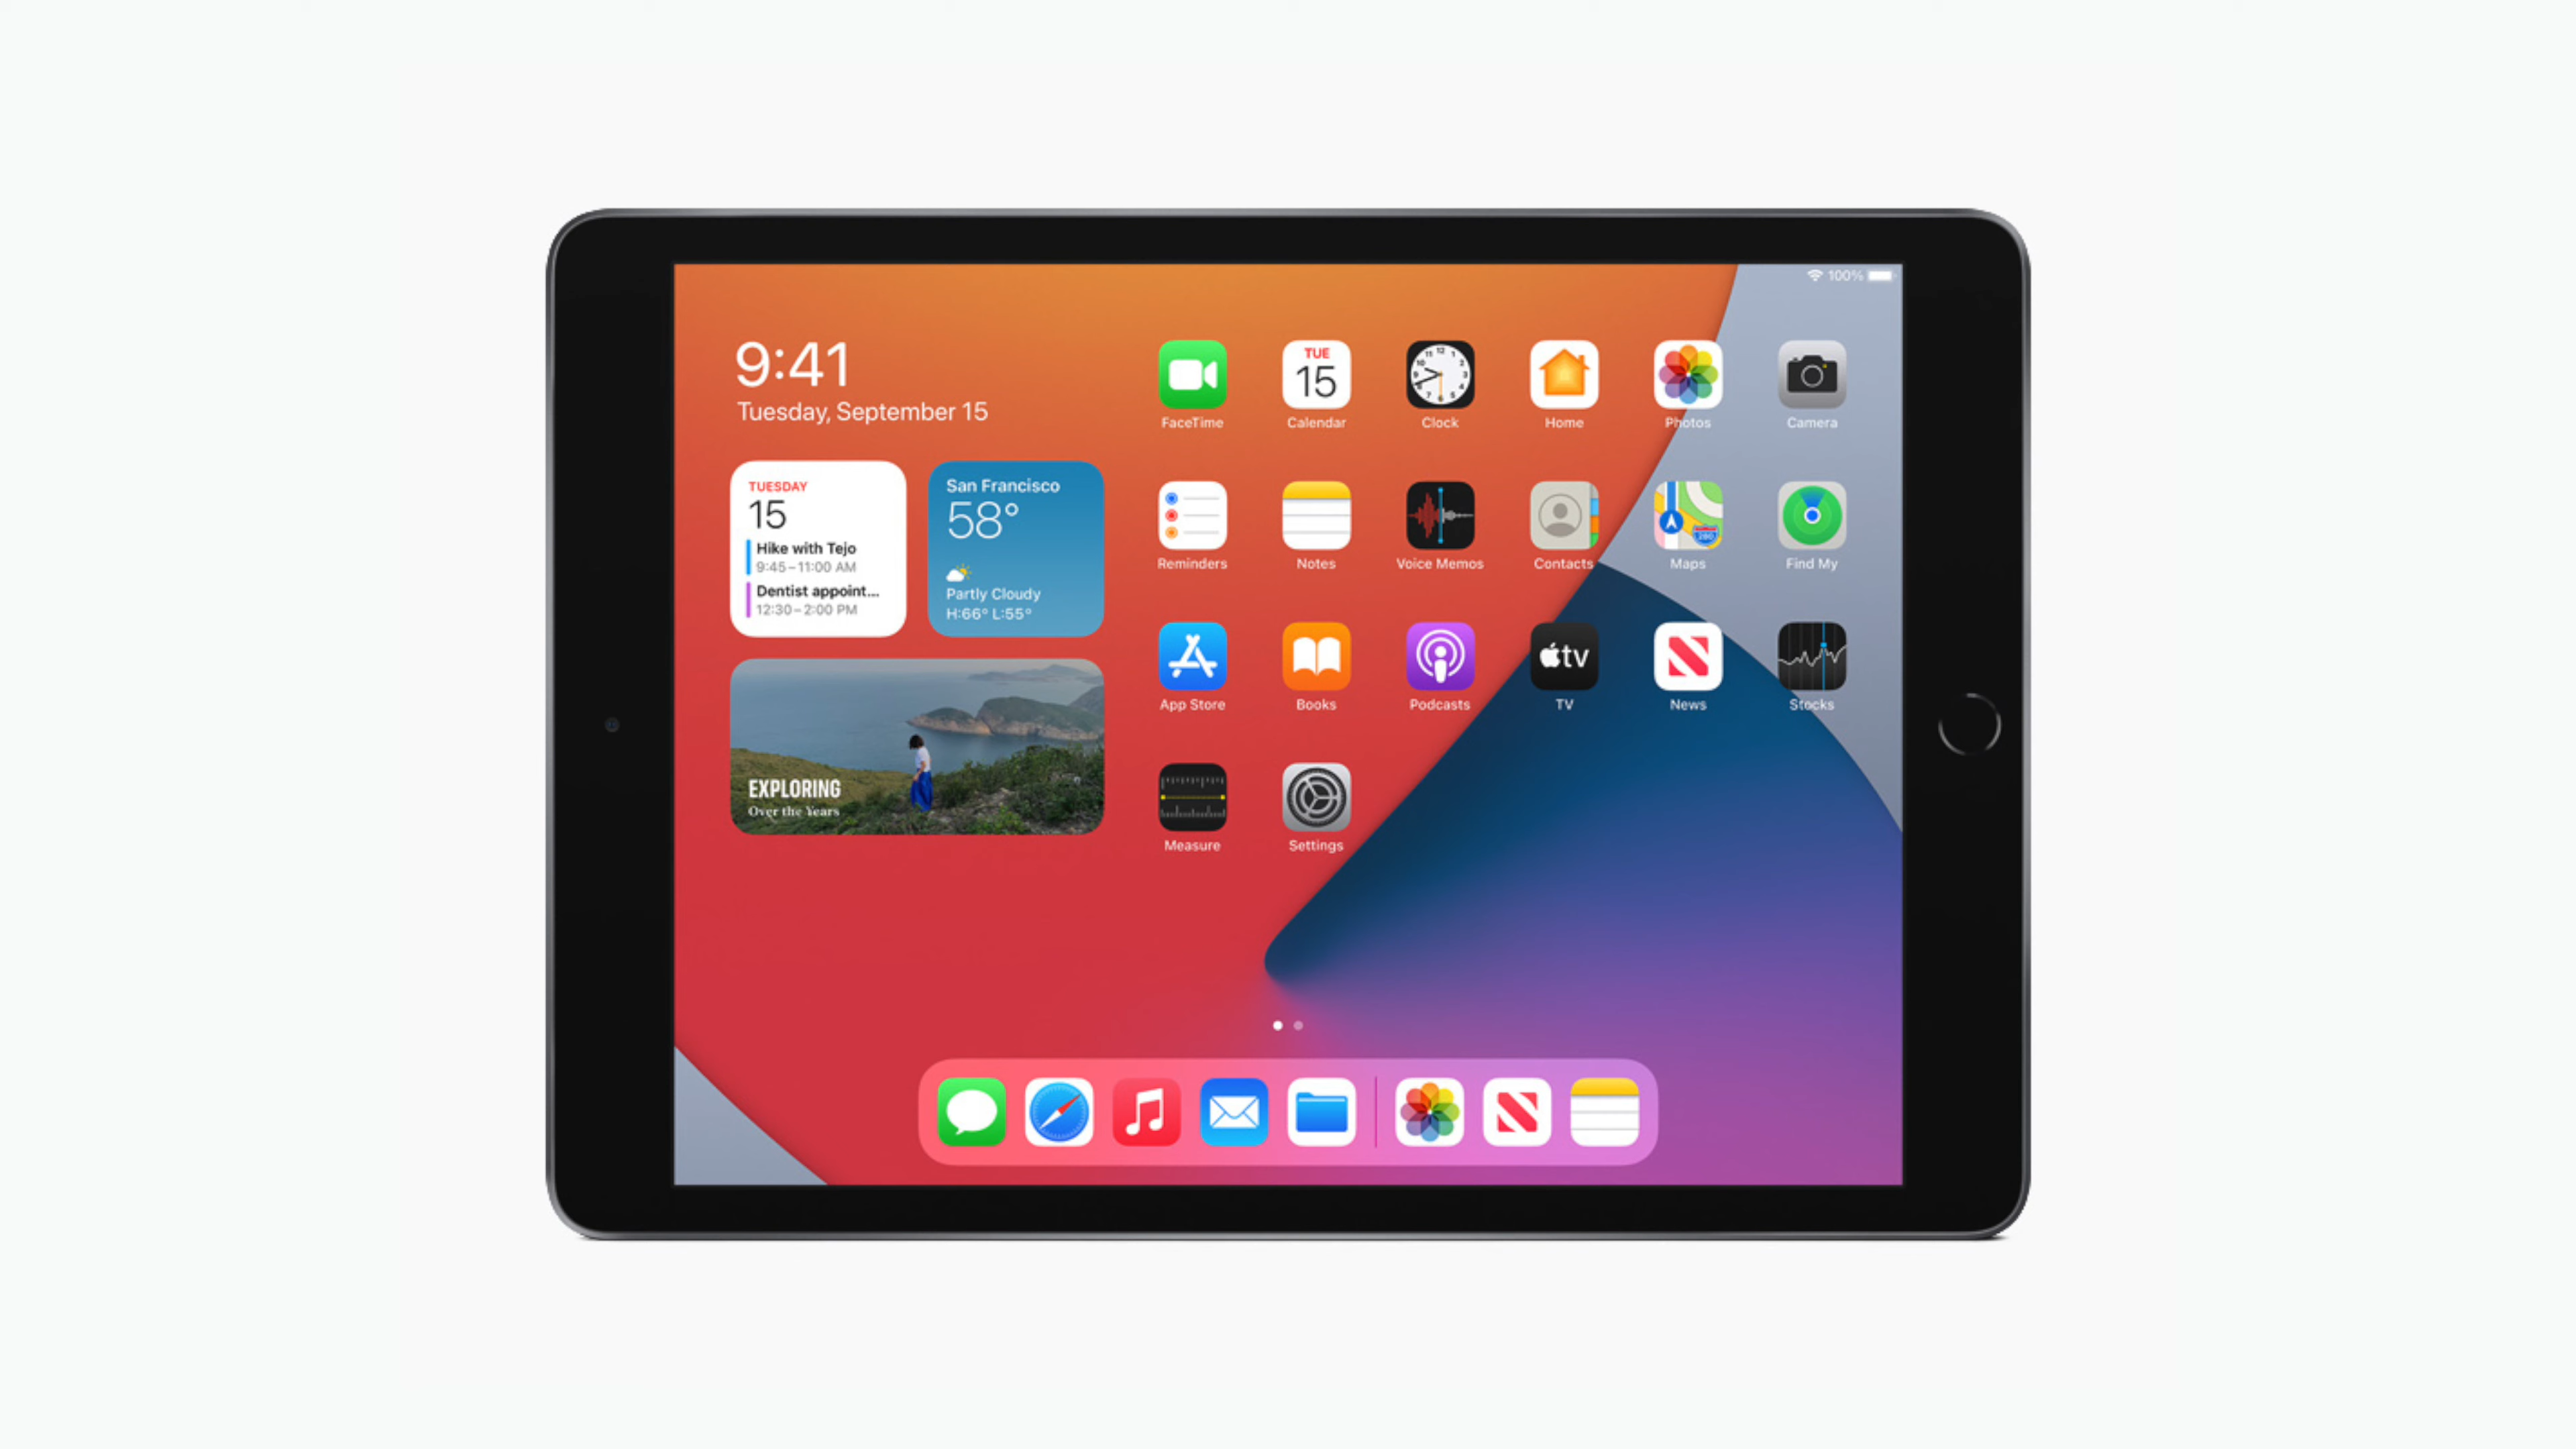 100%
9:41
Tuesday, September 15
TUESDAY
15
Hike with Tejo
9:45–11:00 AM
Dentist appoint...
12:30–2:00 PM
San Francisco
58°
Partly Cloudy
H:66° L:55°
EXPLORING
Over the Years
TUE
15
12
FaceTime
Calendar
Clock
Home
Photos
Camera
280
Reminders
Notes
Voice Memos
Contacts
Maps
Find My
tv
App Store
Books
Podcasts
TV
News
Stocks
Measure
Settings